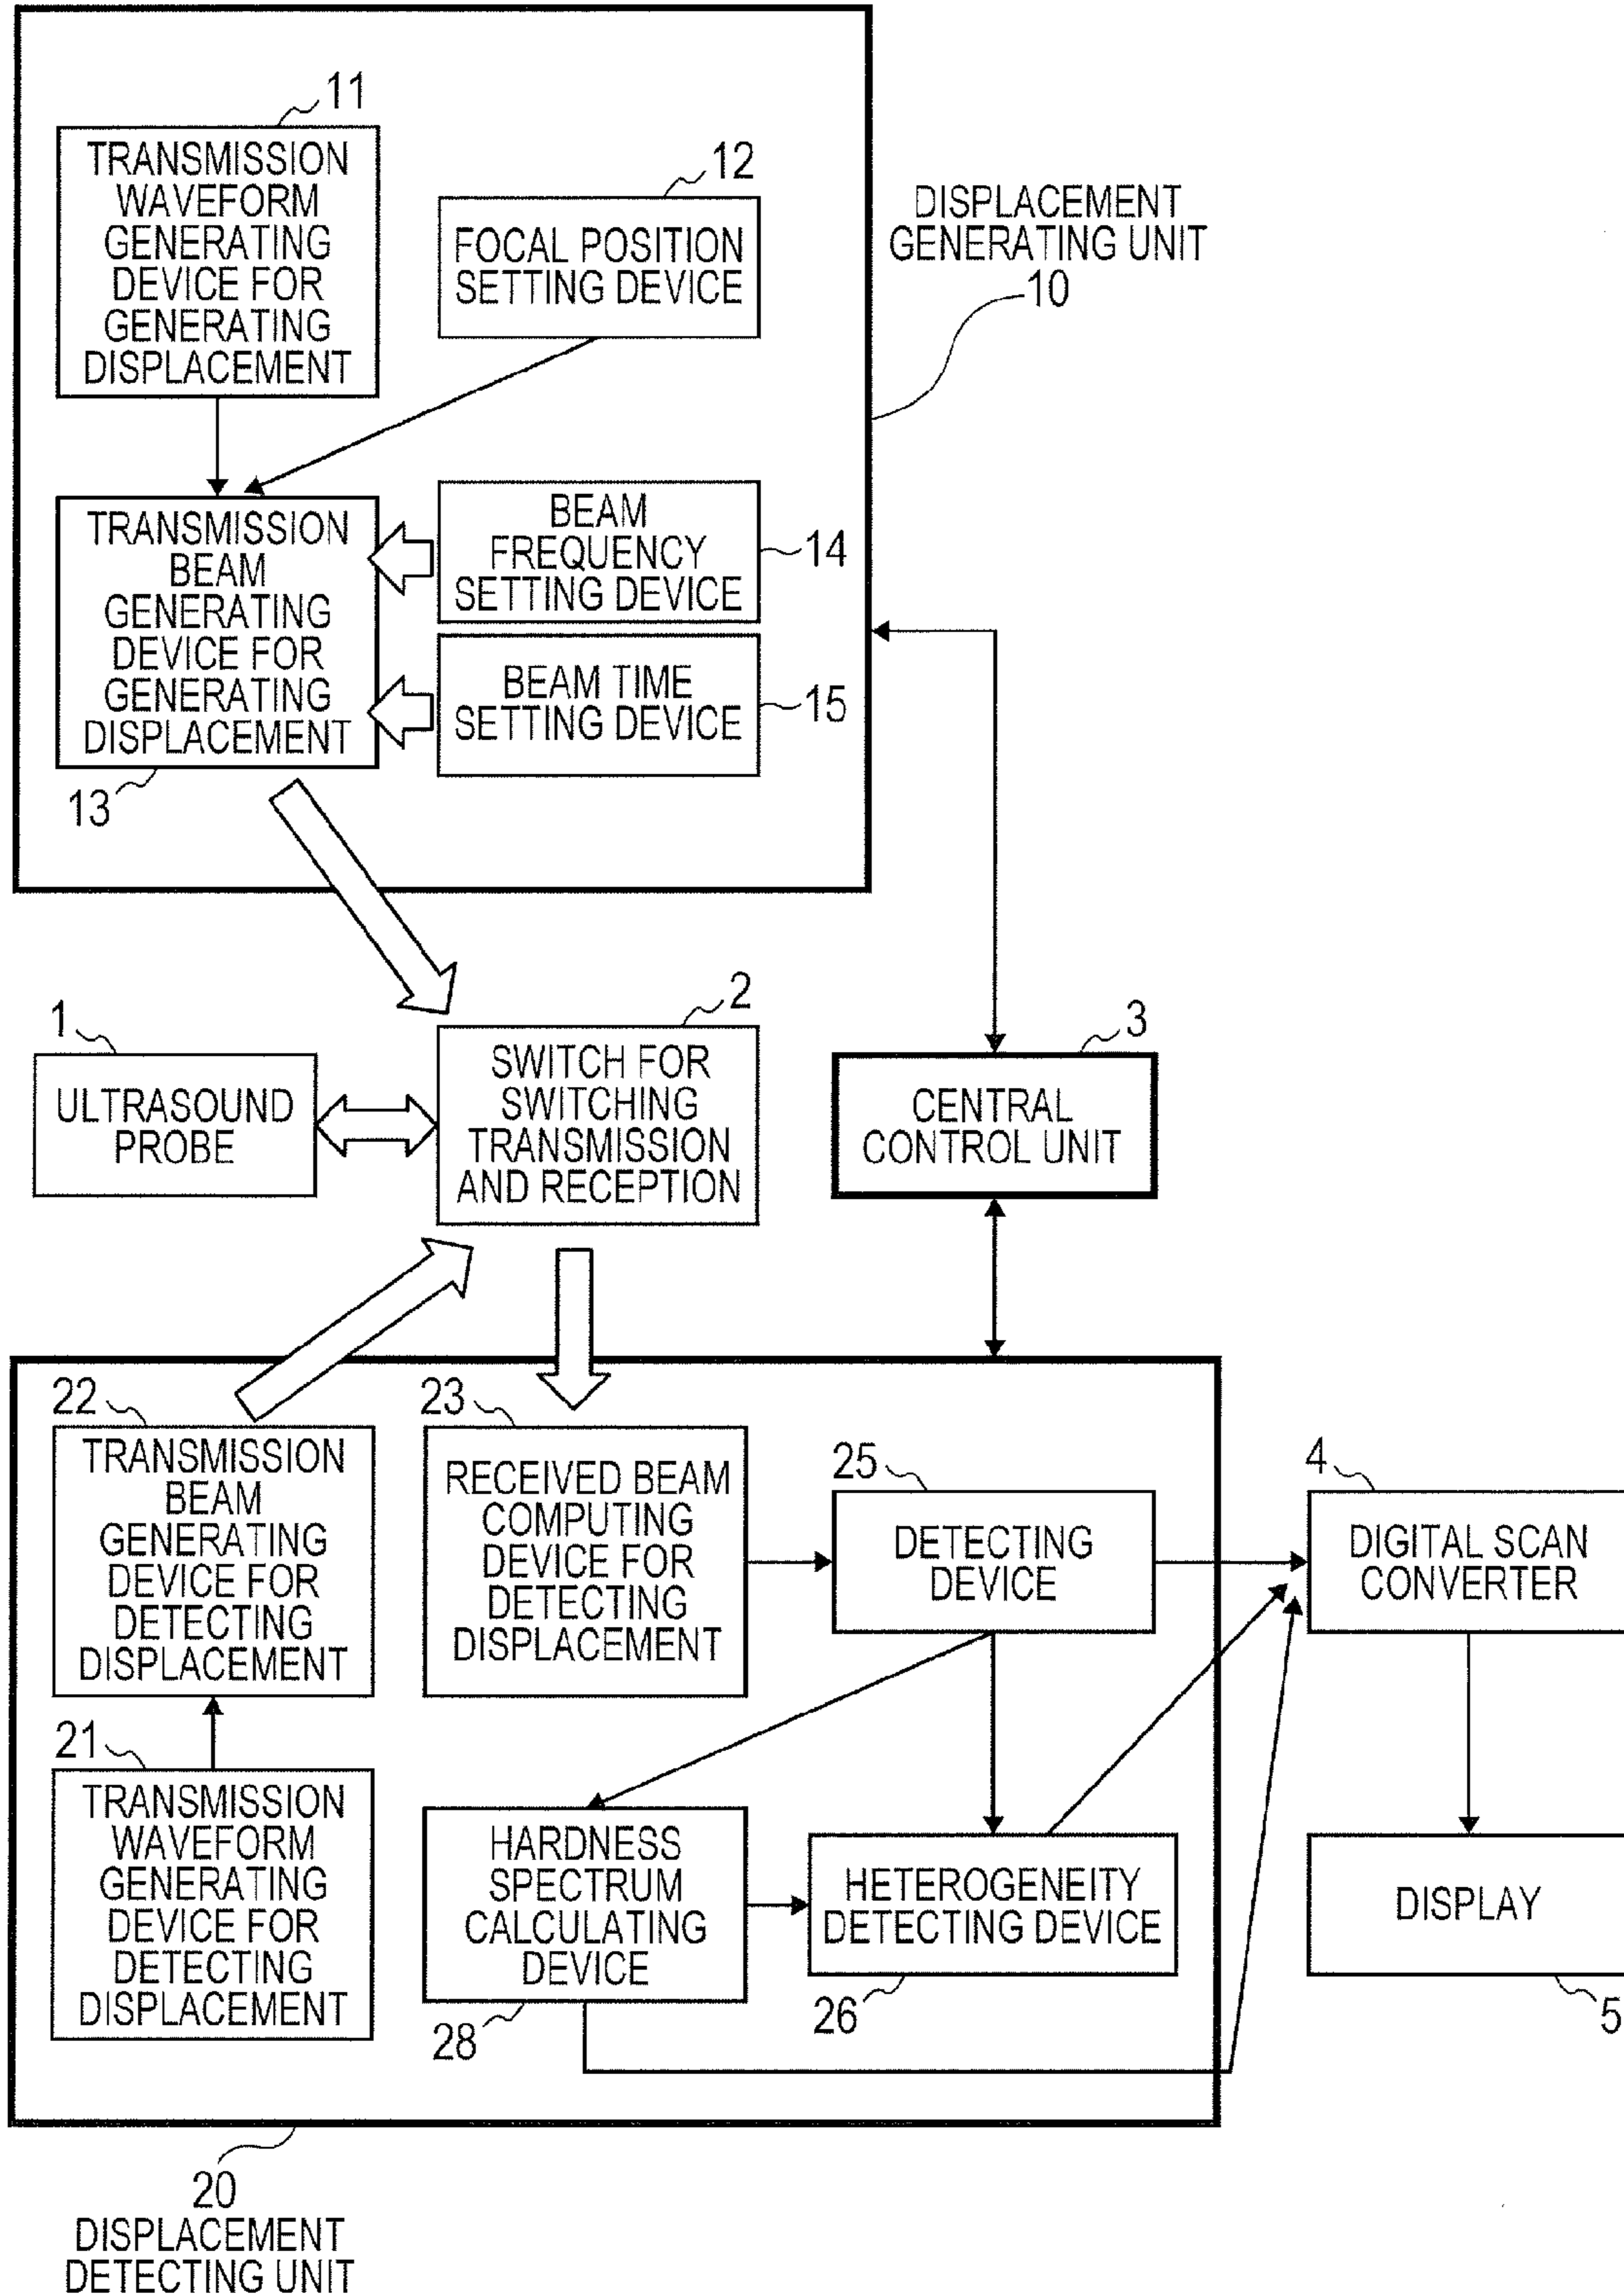 11
TRANSMISSION
WAVEFORM
GENERATING
DEVICE FOR
GENERATING
DISPLACEMENT
12
FOCAL POSITION
SETTING DEVICE
DISPLACEMENT
GENERATING UNIT
10
TRANSMISSION
BEAM
GENERATING
DEVICE FOR
GENERATING
DISPLACEMENT
13
BEAM
FREQUENCY
SETTING DEVICE
14
BEAM TIME
SETTING DEVICE
15
1
ULTRASOUND
PROBE
2
SWITCH FOR
SWITCHING
TRANSMISSION
AND RECEPTION
3
CENTRAL
CONTROL UNIT
22
TRANSMISSION
BEAM
GENERATING
DEVICE FOR
DETECTING
DISPLACEMENT
23
RECEIVED BEAM
COMPUTING
DEVICE FOR
DETECTING
DISPLACEMENT
25
DETECTING
DEVICE
4
DIGITAL SCAN
CONVERTER
21
TRANSMISSION
WAVEFORM
GENERATING
DEVICE FOR
DETECTING
DISPLACEMENT
HARDNESS
SPECTRUM
CALCULATING
DEVICE
28
HETEROGENEITY
DETECTING DEVICE
26
DISPLAY
5
20
DISPLACEMENT
DETECTING UNIT